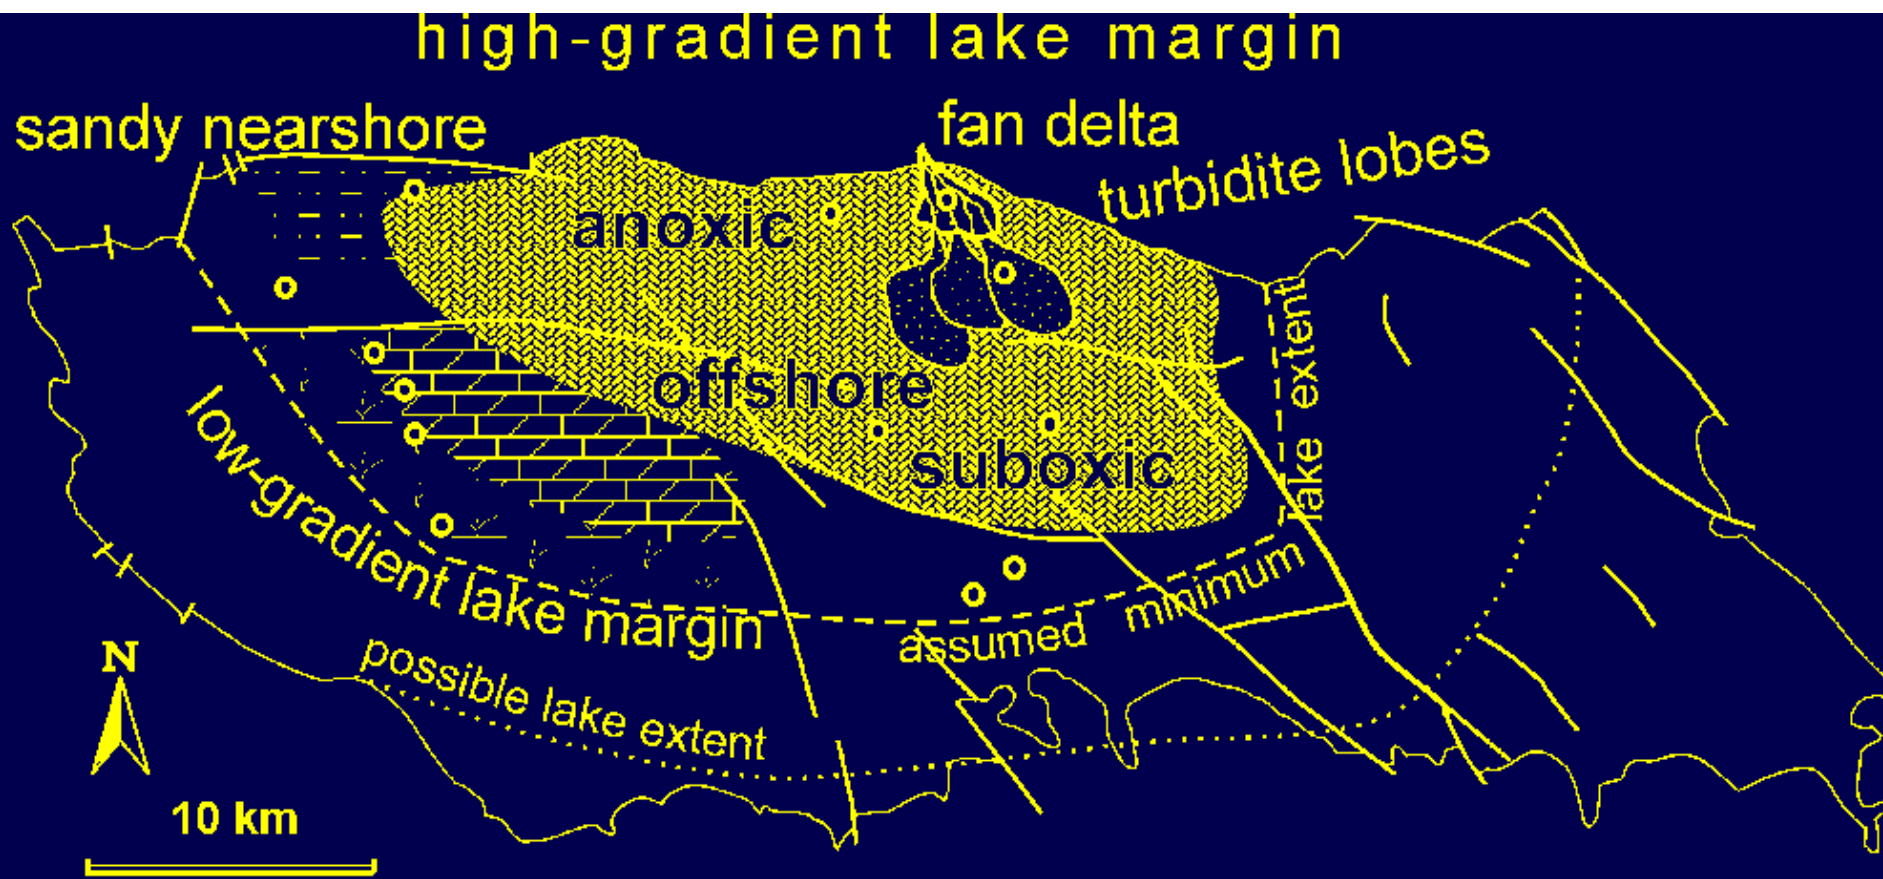 high-gradient lake margin
sandy nearshore
fan delta
turbidite lobes
anoxic
offshore
suboxic
low-gradient lake margin
assumed minimum lake extent
possible lake extent
N
10 km